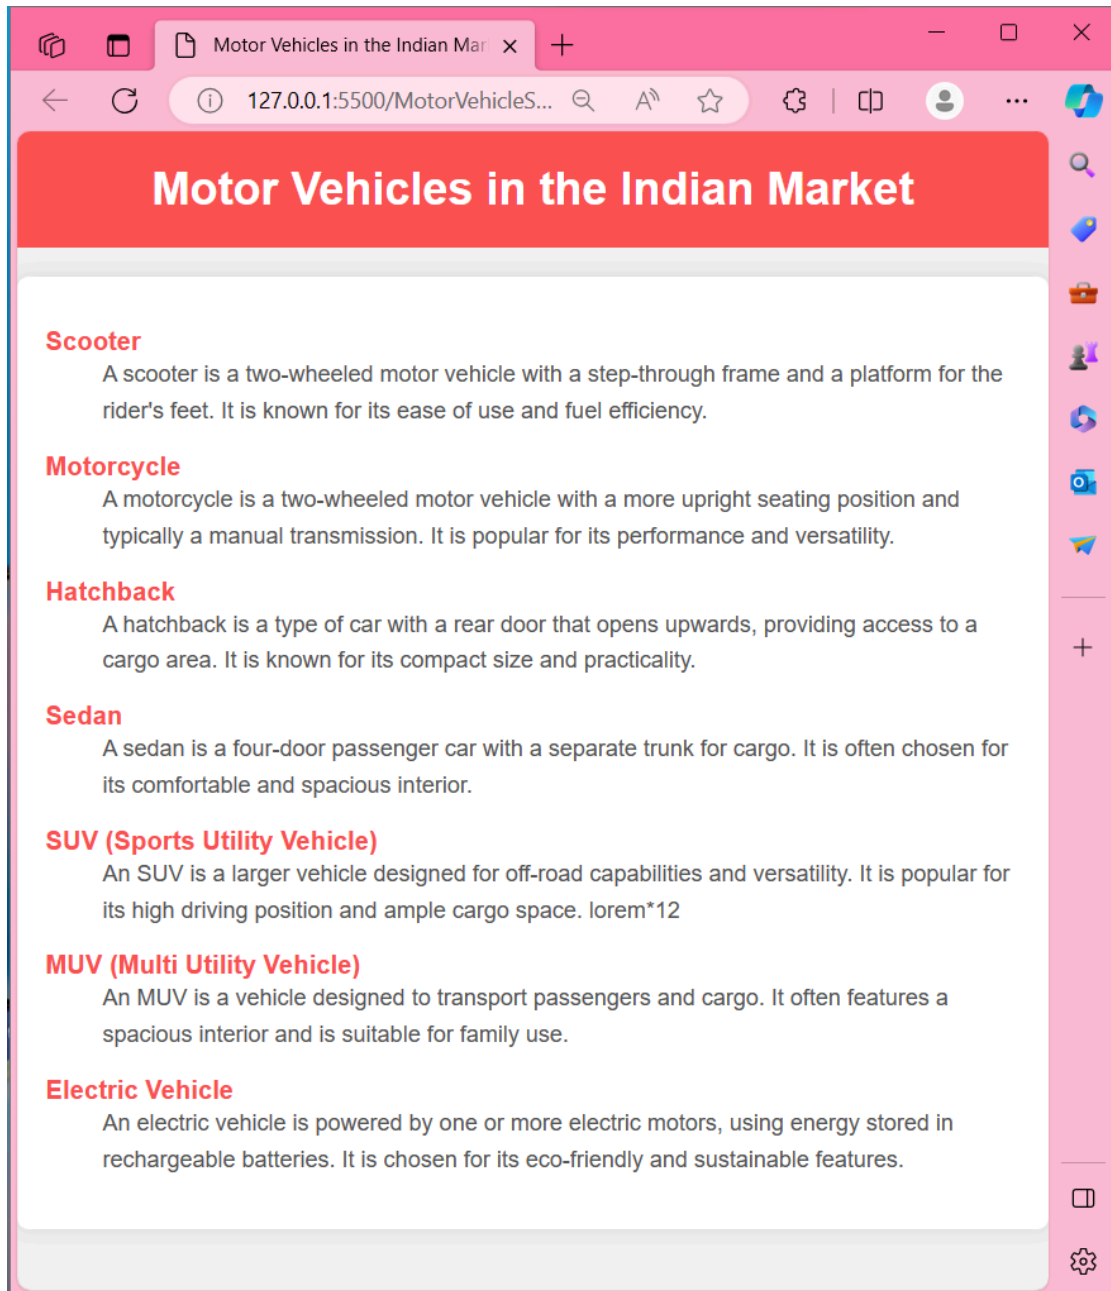 Motor Vehicles in the Indian Mar
127.0.0.1:5500/MotorVehicleS...
Motor Vehicles in the Indian Market
Scooter
A scooter is a two-wheeled motor vehicle with a step-through frame and a platform for the
rider's feet. It is known for its ease of use and fuel efficiency.
Motorcycle
A motorcycle is a two-wheeled motor vehicle with a more upright seating position and
typically a manual transmission. It is popular for its performance and versatility.
Hatchback
A hatchback is a type of car with a rear door that opens upwards, providing access to a
cargo area. It is known for its compact size and practicality.
Sedan
A sedan is a four-door passenger car with a separate trunk for cargo. It is often chosen for
its comfortable and spacious interior.
SUV (Sports Utility Vehicle)
An SUV is a larger vehicle designed for off-road capabilities and versatility. It is popular for
its high driving position and ample cargo space. lorem*12
MUV (Multi Utility Vehicle)
An MUV is a vehicle designed to transport passengers and cargo. It often features a
spacious interior and is suitable for family use.
Electric Vehicle
An electric vehicle is powered by one or more electric motors, using energy stored in
rechargeable batteries. It is chosen for its eco-friendly and sustainable features.